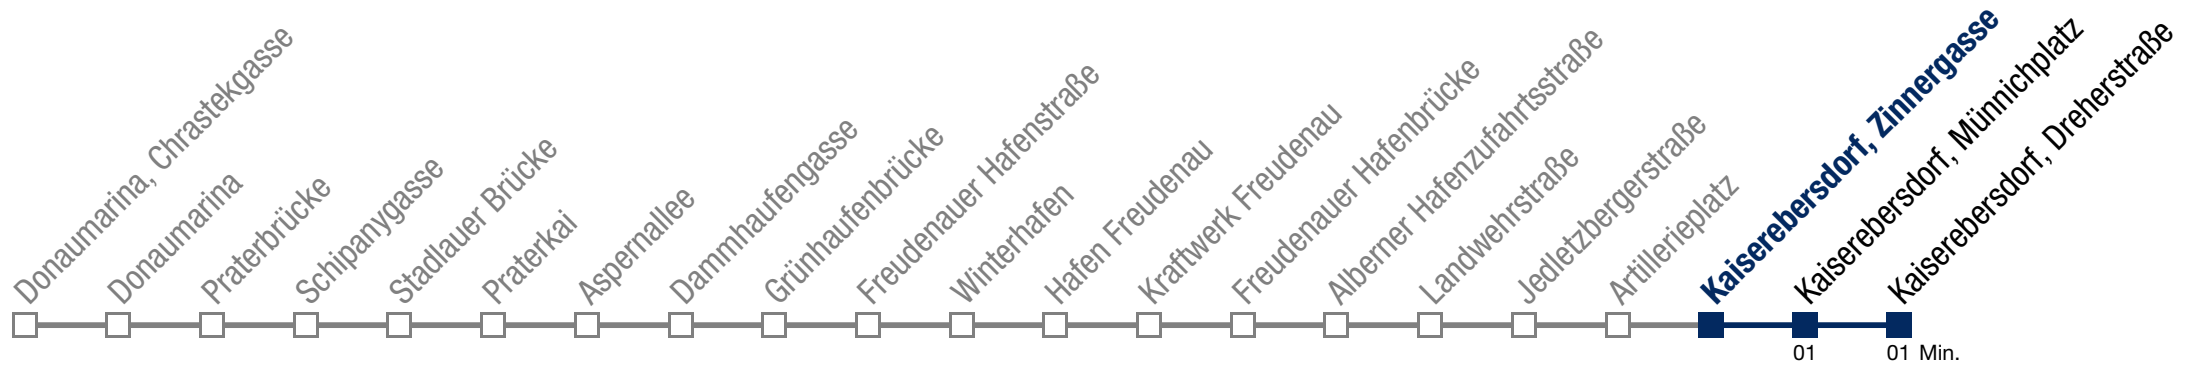 Donaumarina, Chrastekgasse
Donaumarina
Praterbrücke
Schipanygasse
Stadlauer Brücke
Praterkai
Aspernallee
Dammhaufengasse
Grünhaufenbrücke
Freudenauer Hafenstraße
Winterhafen
Hafen Freudenau
Kraftwerk Freudenau
Freudenauer Hafenbrücke
Alberner Hafenzufahrtsstraße
Landwehrstraße
Jedletzbergerstraße
Artillerieplatz
Kaiserebersdorf, Zinnergasse
Kaiserebersdorf, Münnichplatz
Kaiserebersdorf, Dreherstraße
01 01 Min.